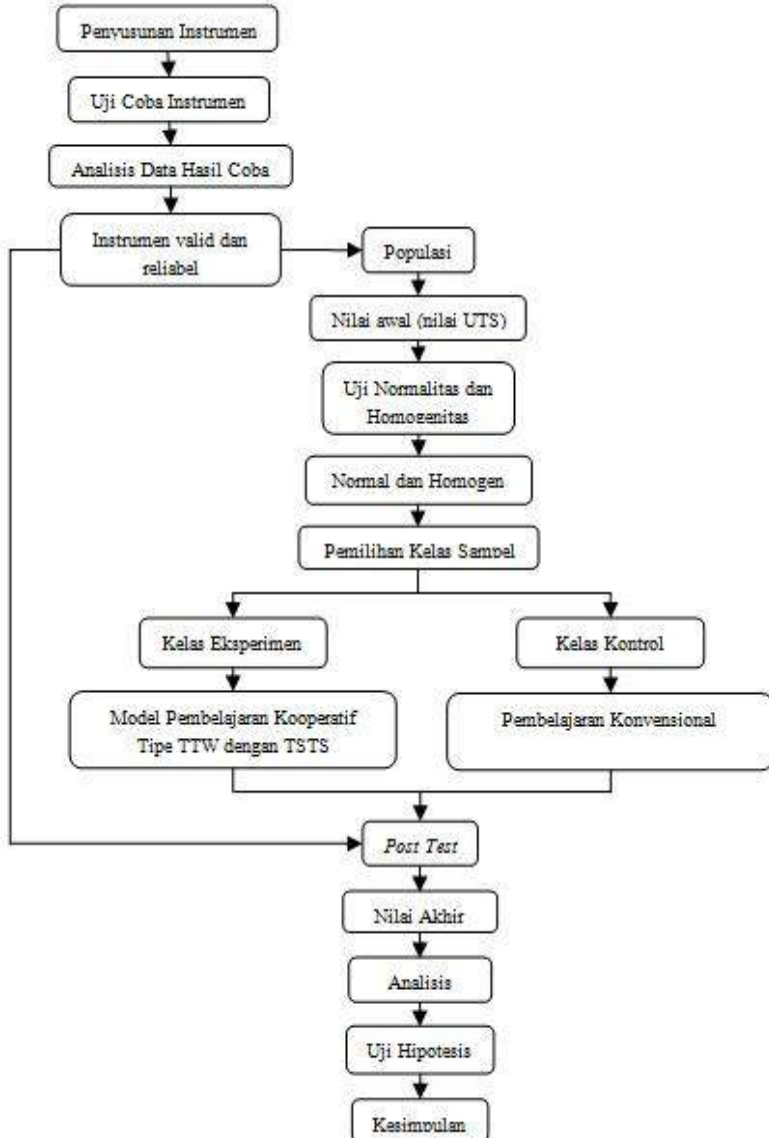 Penyusunan Instrumen
Uji Coba Instrumen
Analisis Data Hasil Coba
Instrumen valid dan
reliabel
Populasi
Nilai awal (nilai UTS)
Uji Normalitas dan
Homogenitas
Normal dan Homogen
Pemilihan Kelas Sampel
Kelas Eksperimen
Kelas Kontrol
Model Pembelajaran Kooperatif
Tipe TTW dengan TSTS
Pembelajaran Konvensional
Post Test
Nilai Akhir
Analisis
Uji Hipotesis
Kesimpulan